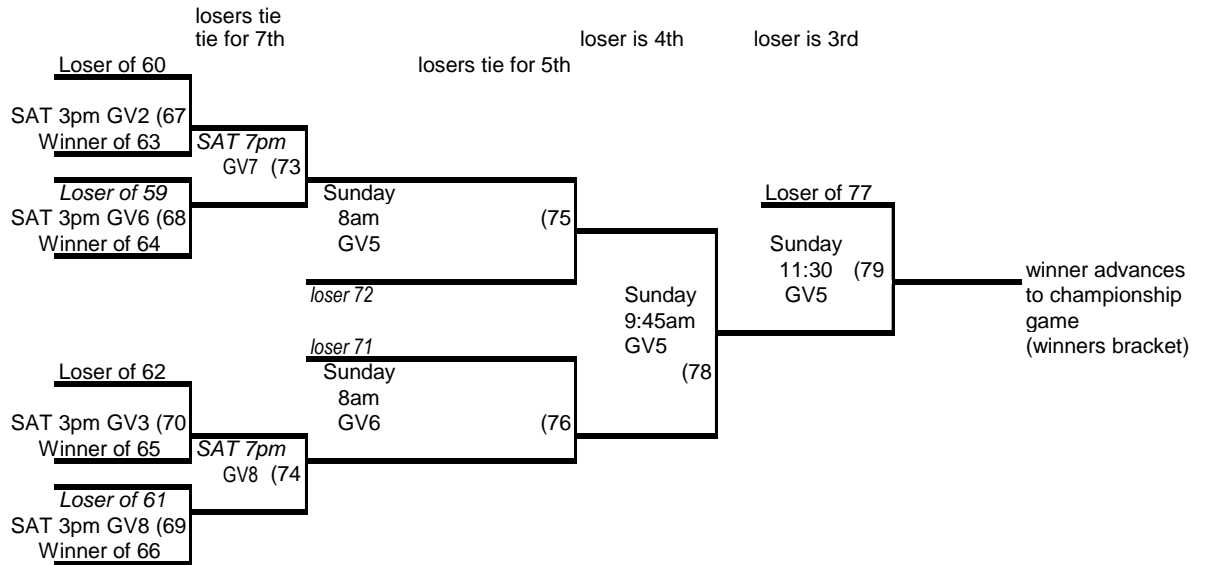 losers tie
tie for 7th
loser is 4th
loser is 3rd
losers tie for 5th
Loser of 60
SAT 3pm GV2 (67
Winner of 63
SAT 7pm
GV7 (73
Loser of 59
SAT 3pm GV6 (68
Winner of 64
Sunday
8am
GV5
(75
loser 72
Loser of 77
Sunday
11:30 (79
GV5
winner advances
to championship
game
(winners bracket)
Sunday
9:45am
GV5
(78
loser 71
Sunday
8am
GV6
(76
Loser of 62
SAT 3pm GV3 (70
Winner of 65
SAT 7pm
GV8 (74
Loser of 61
SAT 3pm GV8 (69
Winner of 66